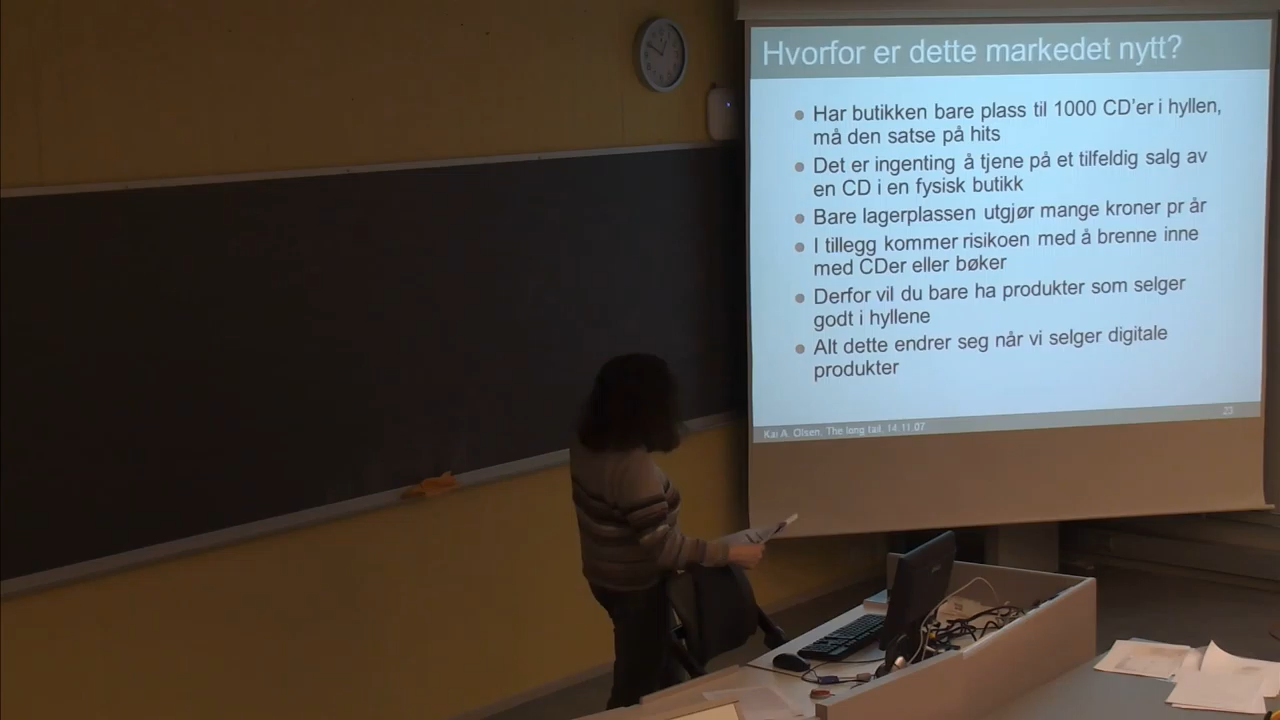 Hvorfor er dette markedet nytt?
Har butikken bare plass til 1000 CD'er i hyllen,
må den satse på hits
Det er ingenting å tjene på et tilfeldig salg av
en CD i en fysisk butikk
Bare lagerplassen utgjør mange kroner pr år
I tillegg kommer risikoen med å brenne inne
med CDer eller bøker
Derfor vil du bare ha produkter som selger
godt i hyllene
Alt dette endrer seg når vi selger digitale
produkter
23
Kai A. Olsen, The long tail, 14.11.07